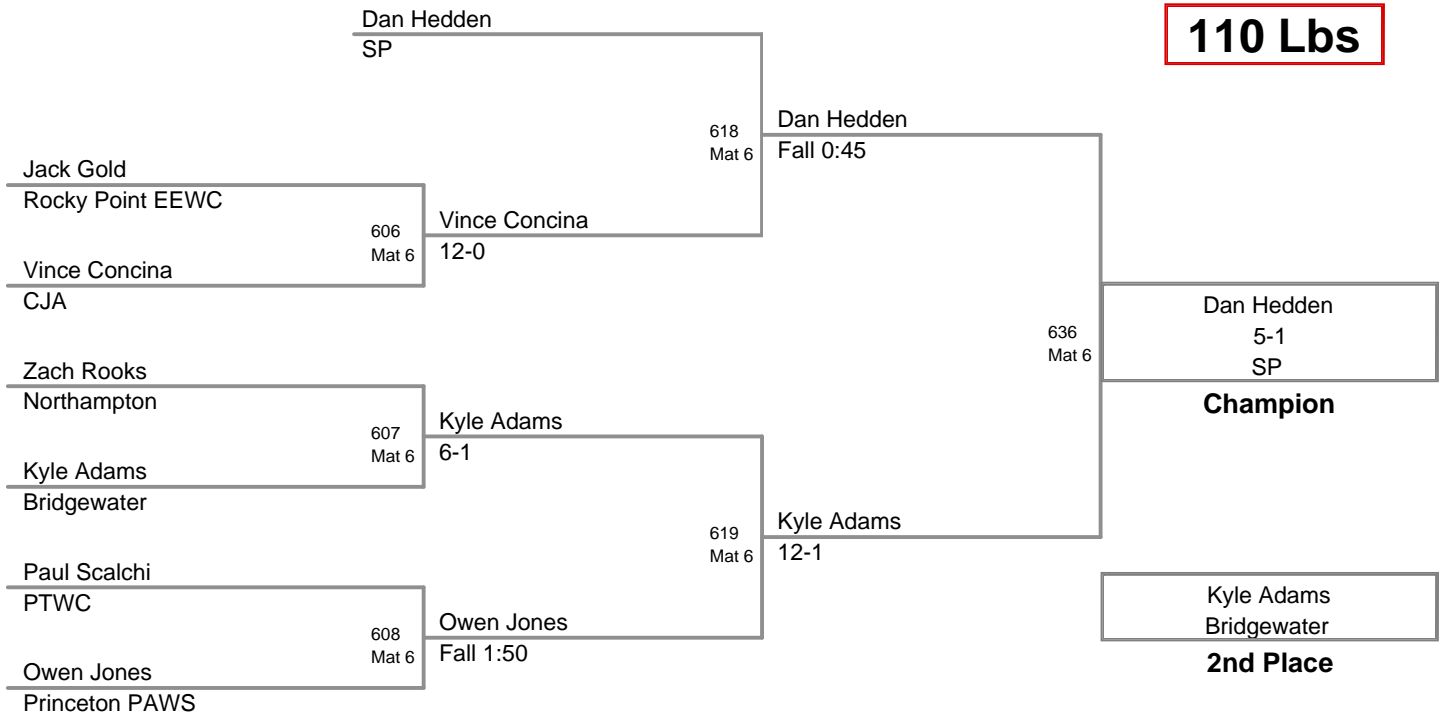 Dan Hedden
SP
110 Lbs
618
Mat 6
Dan Hedden
Fall 0:45
Jack Gold
Rocky Point EEWC
606
Mat 6
Vince Concina
12-0
Vince Concina
CJA
636
Mat 6
Dan Hedden
5-1
SP
Champion
Zach Rooks
Northampton
607
Mat 6
Kyle Adams
6-1
Kyle Adams
Bridgewater
619
Mat 6
Kyle Adams
12-1
Paul Scalchi
PTWC
608
Mat 6
Owen Jones
Fall 1:50
Owen Jones
Princeton PAWS
Kyle Adams
Bridgewater
2nd Place